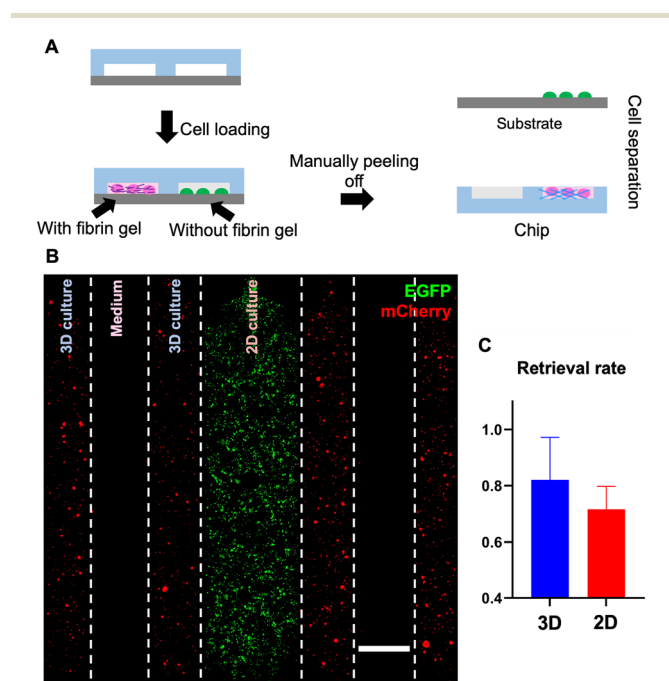 A
Cell loading
With fibrin gel
Without fibrin gel
Manually peeling
off
Substrate
Chip
Cell separation
B
3D culture
Medium
3D culture
2D culture
EGFP
mCherry
C
Retrieval rate
1.0
0.8
0.6
0.4
3D
2D